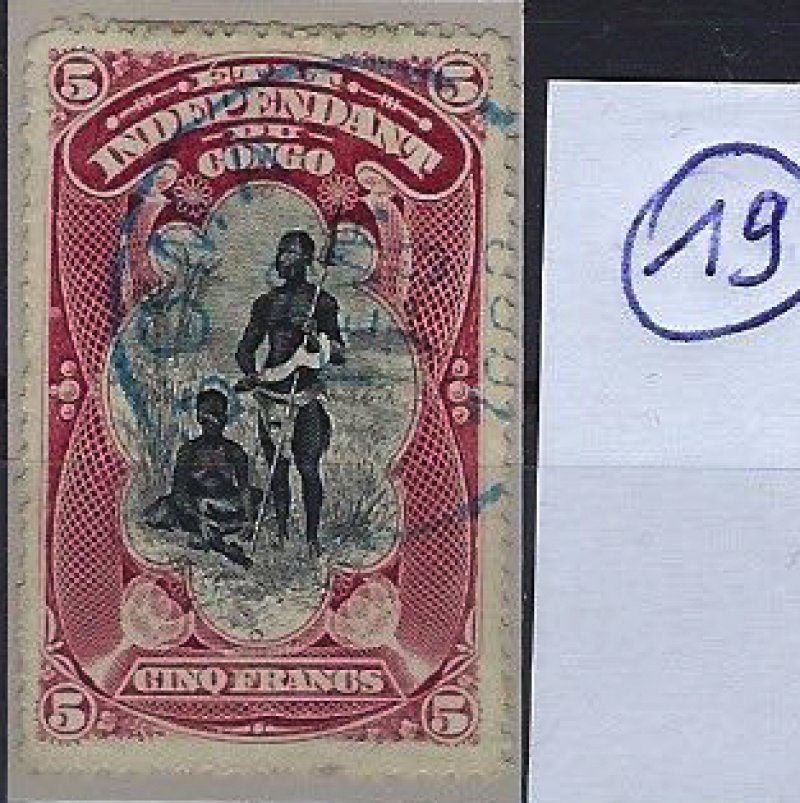 5 5
ETAT
INDEPENDANT
DU
CONGO
CINQ FRANCS
5 5
19